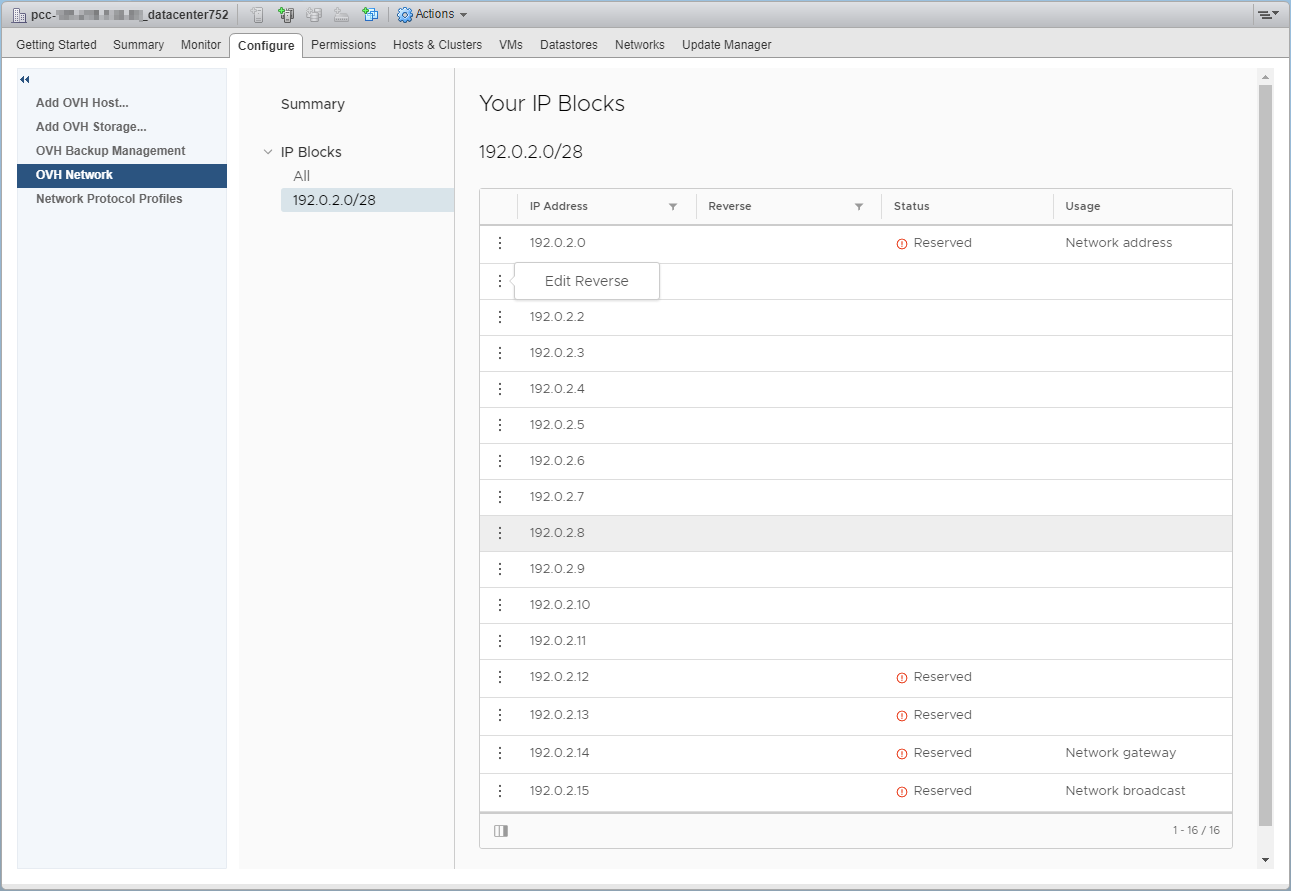 pcc- _datacenter752 Actions
Getting Started Summary Monitor Configure Permissions Hosts & Clusters VMs Datastores Networks Update Manager
Add OVH Host...
Add OVH Storage...
OVH Backup Management
OVH Network
Network Protocol Profiles
Summary
IP Blocks
All
192.0.2.0/28
Your IP Blocks
192.0.2.0/28
IP Address Reverse Status Usage
192.0.2.0 Reserved Network address
Edit Reverse
192.0.2.2
192.0.2.3
192.0.2.4
192.0.2.5
192.0.2.6
192.0.2.7
192.0.2.8
192.0.2.9
192.0.2.10
192.0.2.11
192.0.2.12 Reserved
192.0.2.13 Reserved
192.0.2.14 Reserved Network gateway
192.0.2.15 Reserved Network broadcast
1 - 16 / 16